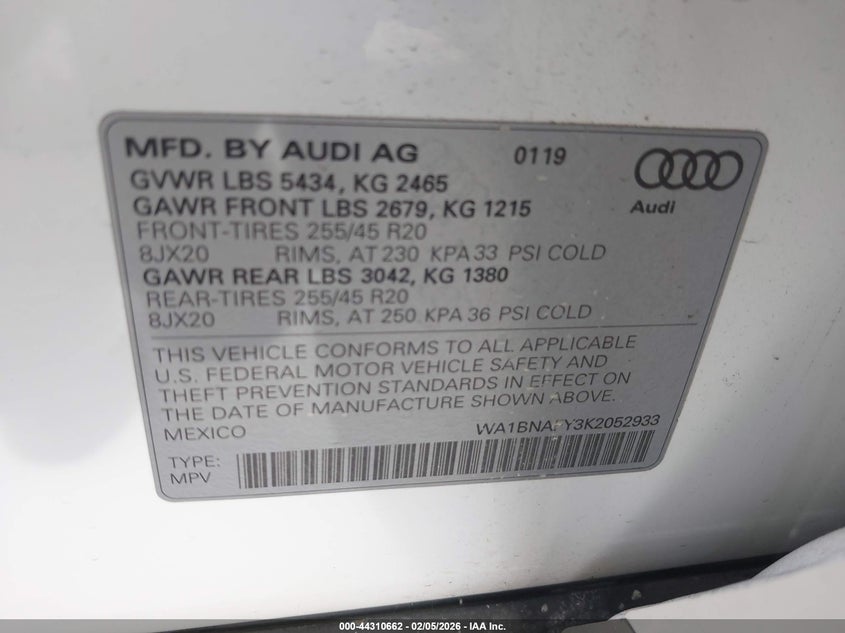 MFD. BY AUDI AG 0119
GVWR LBS 5434, KG 2465
GAWR FRONT LBS 2679, KG 1215
Audi
FRONT-TIRES 255/45 R20
8JX20 RIMS, AT 230 KPA 33 PSI COLD
GAWR REAR LBS 3042, KG 1380
REAR-TIRES 255/45 R20
8JX20 RIMS, AT 250 KPA 36 PSI COLD
THIS VEHICLE CONFORMS TO ALL APPLICABLE
U.S. FEDERAL MOTOR VEHICLE SAFETY AND
THEFT PREVENTION STANDARDS IN EFFECT ON
THE DATE OF MANUFACTURE SHOWN ABOVE.
MEXICO
TYPE:
MPV
000-44310662 - 02/05/2026 - IAA Inc.